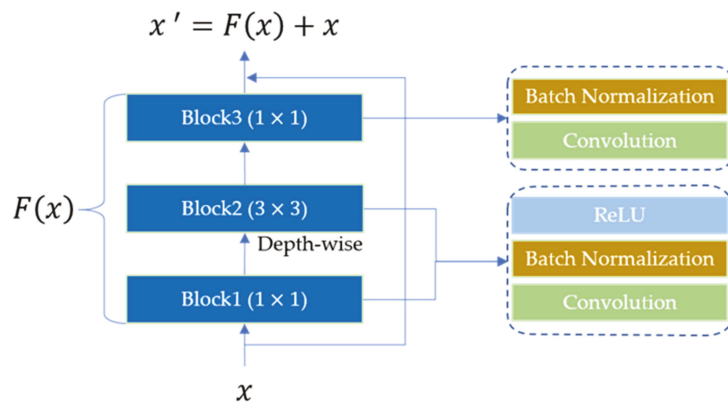 x ′ = F(x) + x
Block3 (1 × 1)
Batch Normalization
Convolution
F(x)
Block2 (3 × 3)
Depth-wise
Block1 (1 × 1)
ReLU
Batch Normalization
Convolution
x